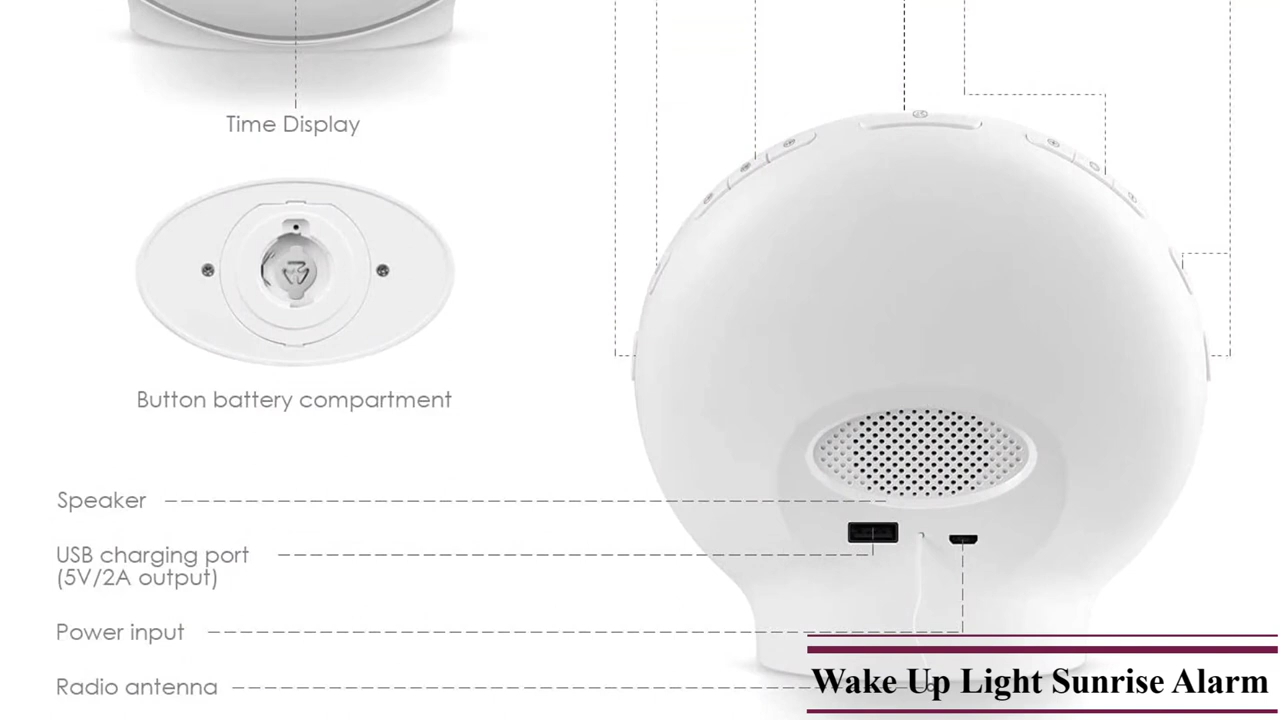 Time Display
Button battery compartment
Speaker
USB charging port
(5V/2A output)
Power input
Radio antenna
Wake Up Light Sunrise Alarm